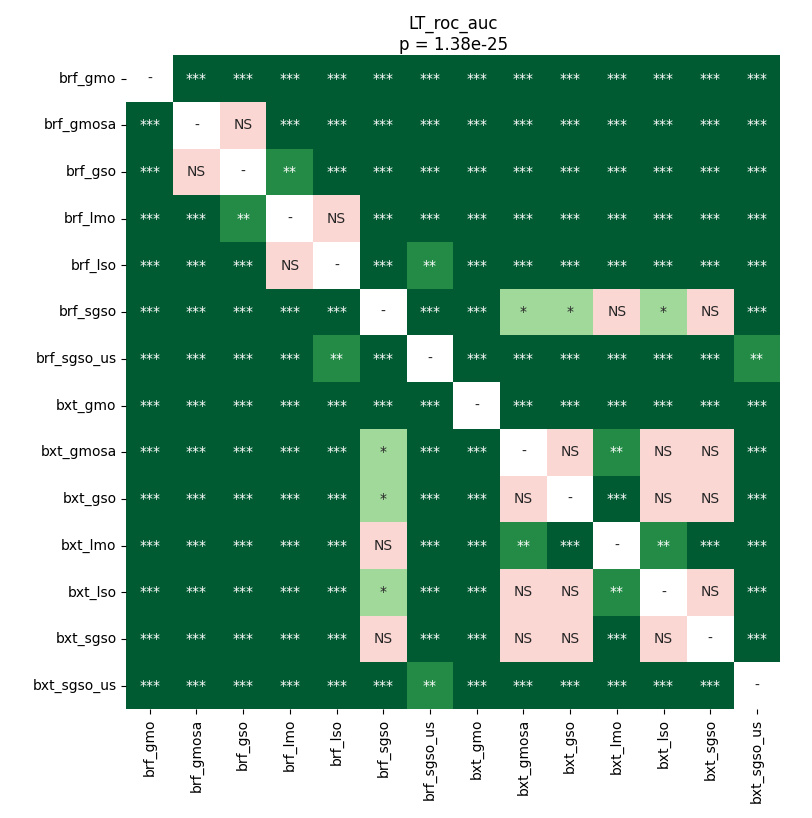 LT_roc_auc
p = 1.38e-25
brf_gmo - *** *** *** *** *** *** *** *** *** *** *** *** ***
brf_gmosa *** - NS *** *** *** *** *** *** *** *** *** *** ***
brf_gso *** NS - ** *** *** *** *** *** *** *** *** *** ***
brf_lmo *** *** ** - NS *** *** *** *** *** *** *** *** ***
brf_lso *** *** *** NS - *** ** *** *** *** *** *** *** ***
brf_sgso *** *** *** *** *** - *** *** * * NS * NS ***
brf_sgso_us *** *** *** *** ** *** - *** *** *** *** *** *** **
bxt_gmo *** *** *** *** *** *** *** - *** *** *** *** *** ***
bxt_gmosa *** *** *** *** *** * *** *** - NS ** NS NS ***
bxt_gso *** *** *** *** *** * *** *** NS - *** NS NS ***
bxt_lmo *** *** *** *** *** NS *** *** ** *** - ** *** ***
bxt_lso *** *** *** *** *** * *** *** NS NS ** - NS ***
bxt_sgso *** *** *** *** *** NS *** *** NS NS *** NS - ***
bxt_sgso_us *** *** *** *** *** *** ** *** *** *** *** *** *** -
brf_gmo brf_gmosa brf_gso brf_lmo brf_lso brf_sgso brf_sgso_us bxt_gmo bxt_gmosa bxt_gso bxt_lmo bxt_lso bxt_sgso bxt_sgso_us